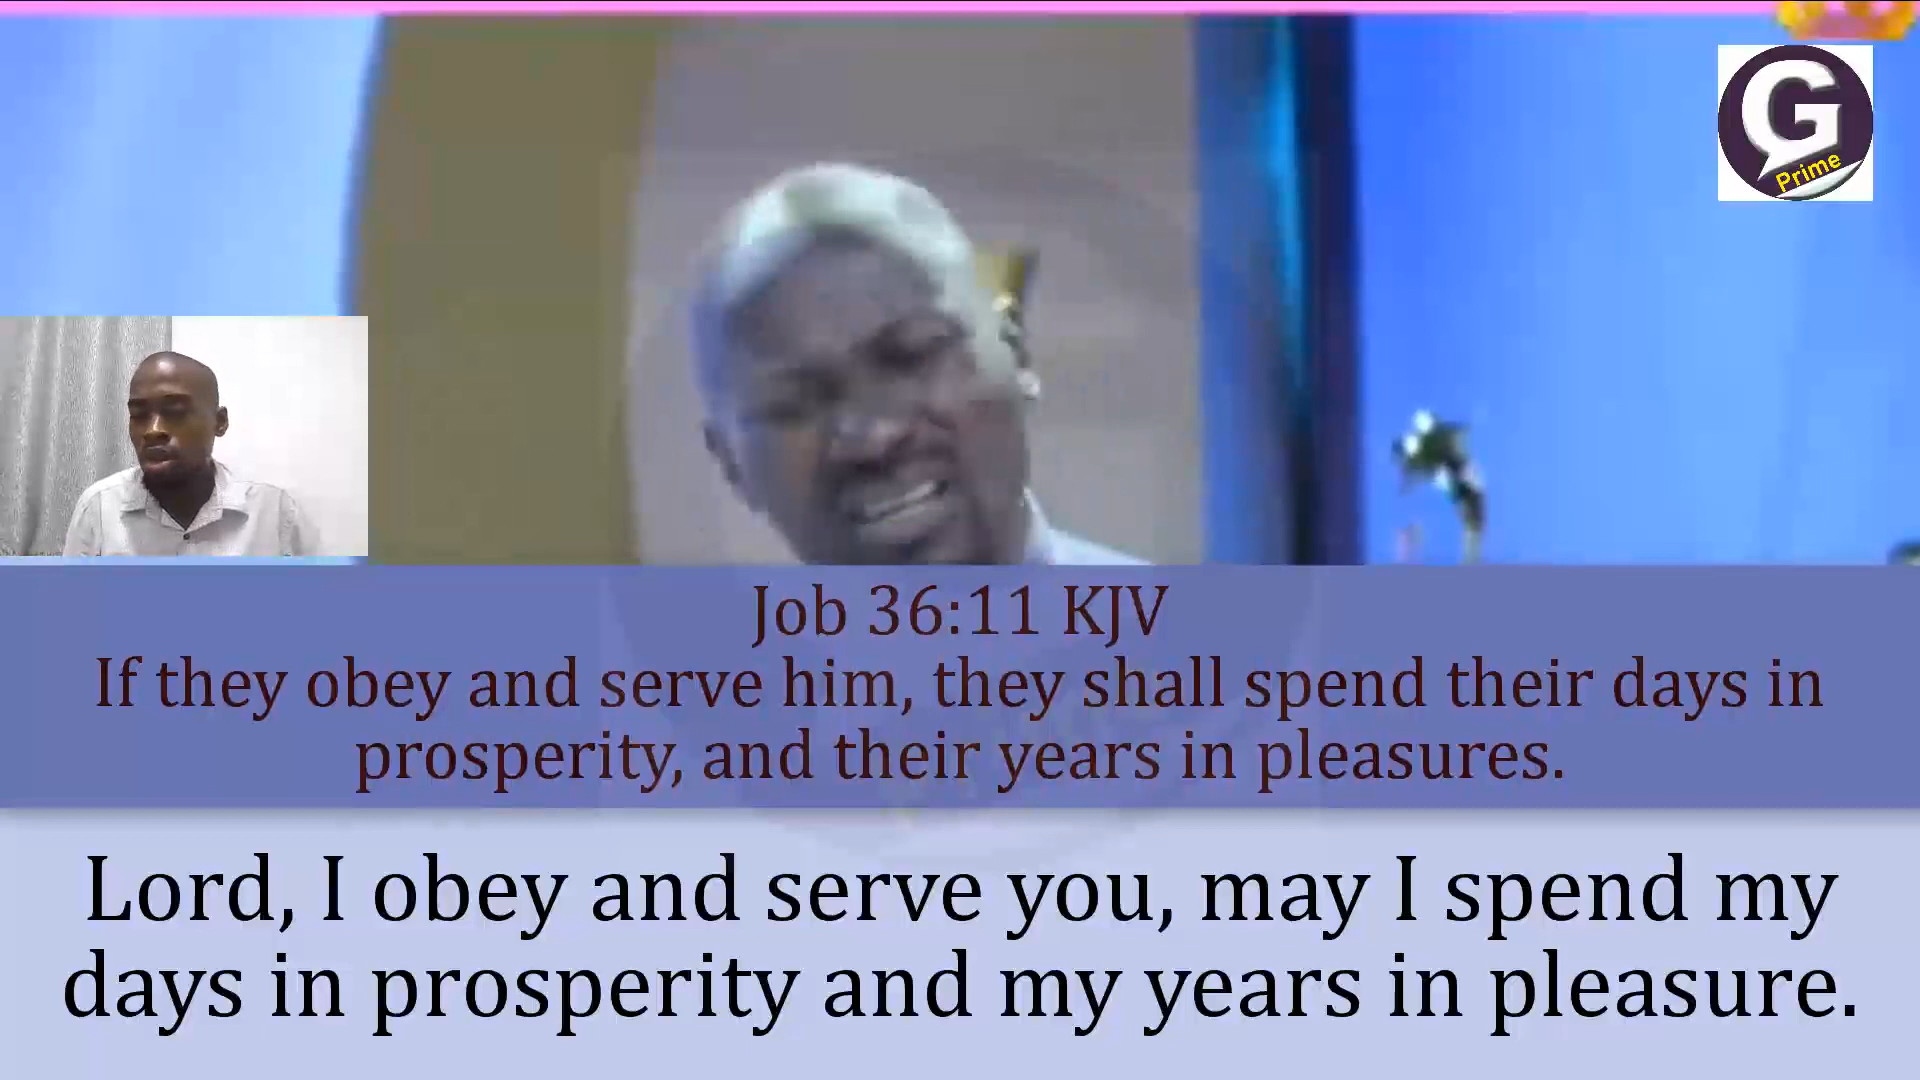 G
Prime
Job 36:11 KJV
If they obey and serve him, they shall spend their days in
prosperity, and their years in pleasures.
Lord, I obey and serve you, may I spend my
days in prosperity and my years in pleasure.